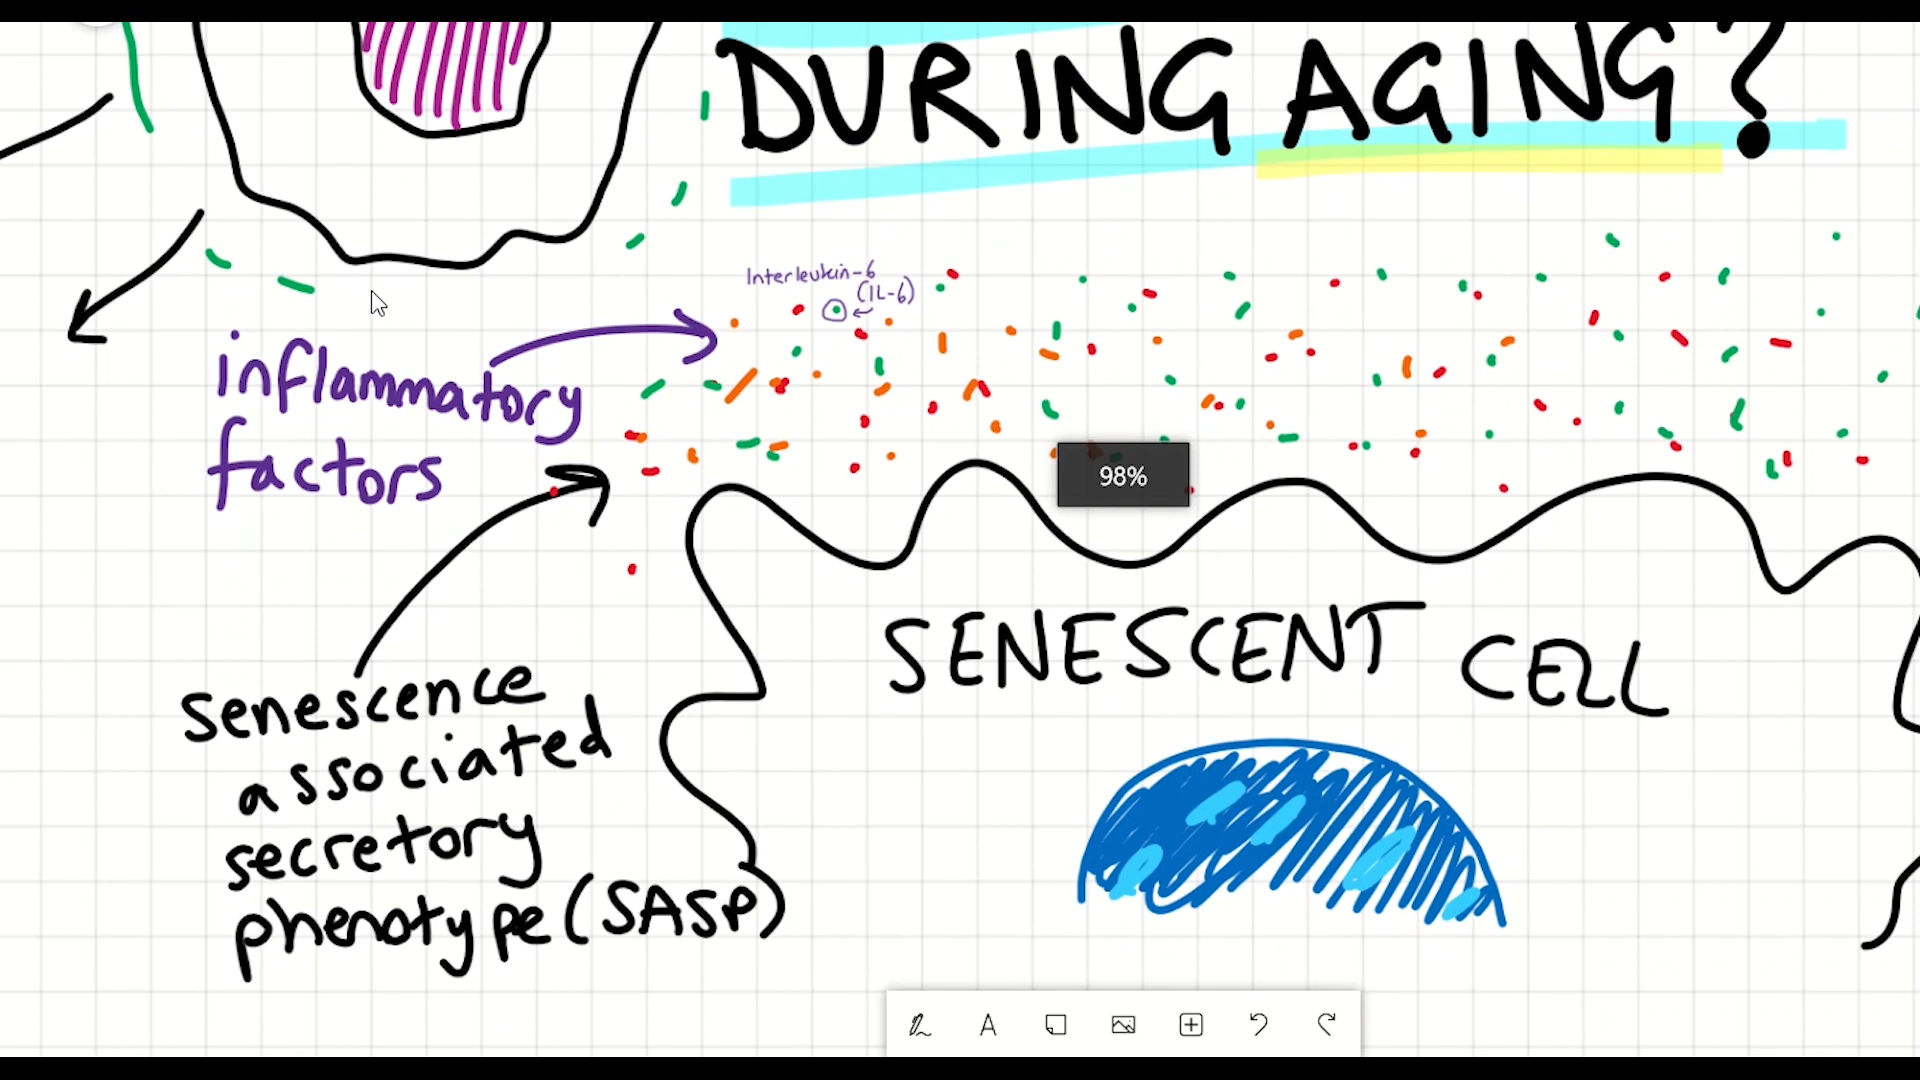 DURING AGING?
Interleukin-6
(IL-6)
inflammatory
factors
98%
SENESCENT CELL
senescence
associated
secretory
phenotype (SASP)
A